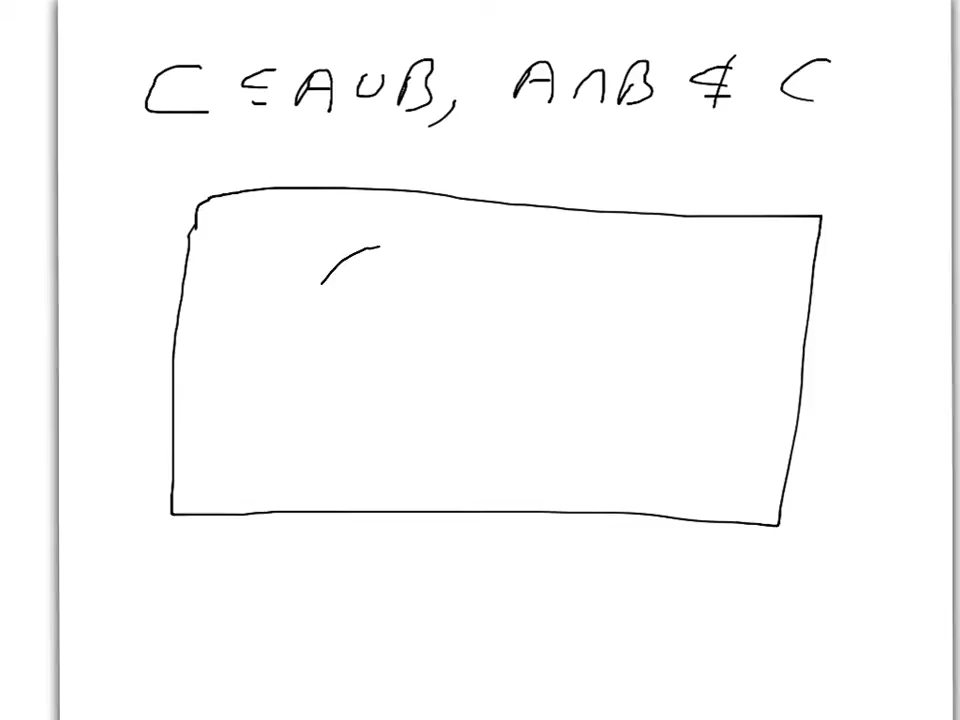 C ⊆ A ∪ B, A ∩ B ⊈ C